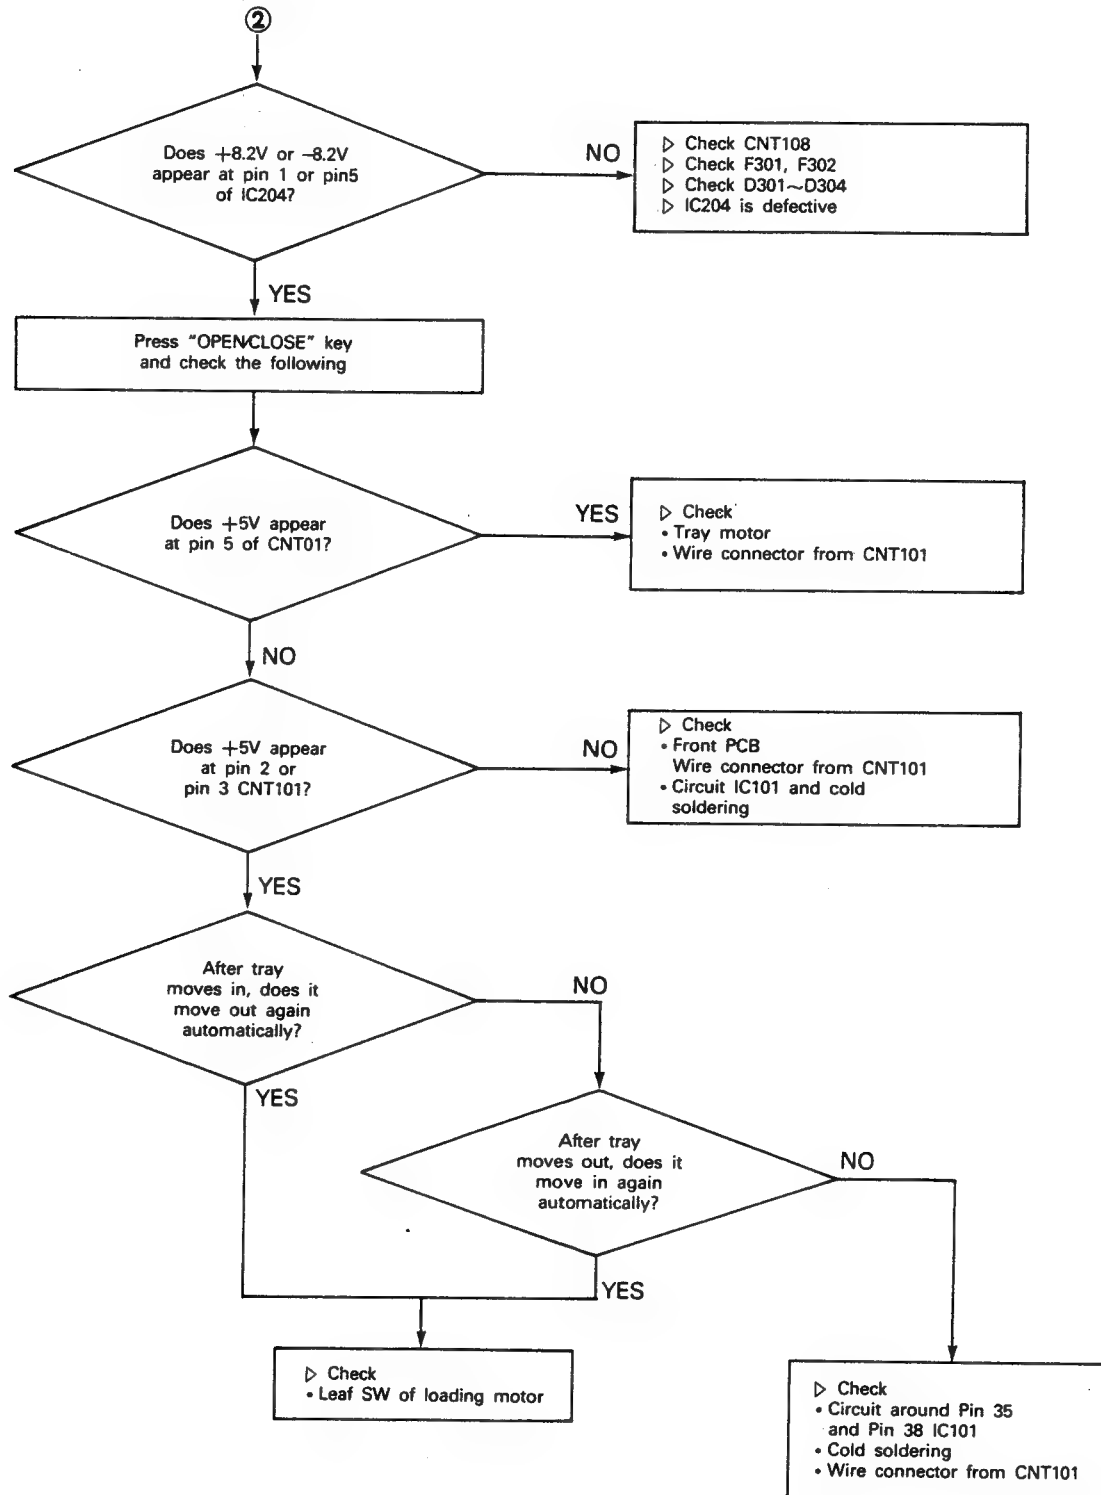 ②
Does +8.2V or –8.2V
appear at pin 1 or pin5
of IC204?
NO
▷ Check CNT108
▷ Check F301, F302
▷ Check D301~D304
▷ IC204 is defective
YES
Press "OPEN/CLOSE" key
and check the following
Does +5V appear
at pin 5 of CNT01?
YES
▷ Check
• Tray motor
• Wire connector from CNT101
NO
Does +5V appear
at pin 2 or
pin 3 CNT101?
NO
▷ Check
• Front PCB
Wire connector from CNT101
• Circuit IC101 and cold
soldering
YES
After tray
moves in, does it
move out again
automatically?
NO
YES
After tray
moves out, does it
move in again
automatically?
NO
YES
▷ Check
• Leaf SW of loading motor
▷ Check
• Circuit around Pin 35
and Pin 38 IC101
• Cold soldering
• Wire connector from CNT101